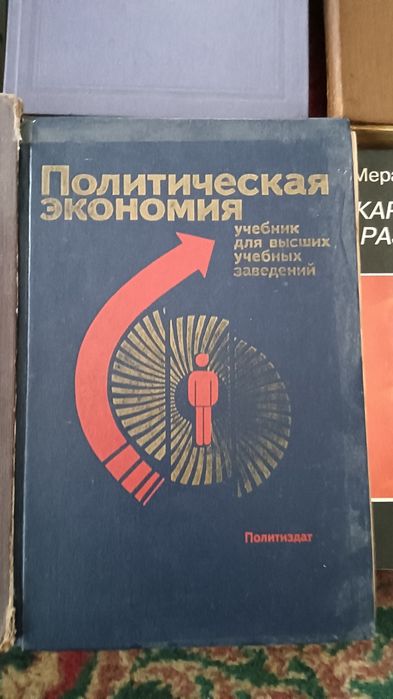 Политическая
экономия
учебник
для высших
учебных
заведений
Политиздат